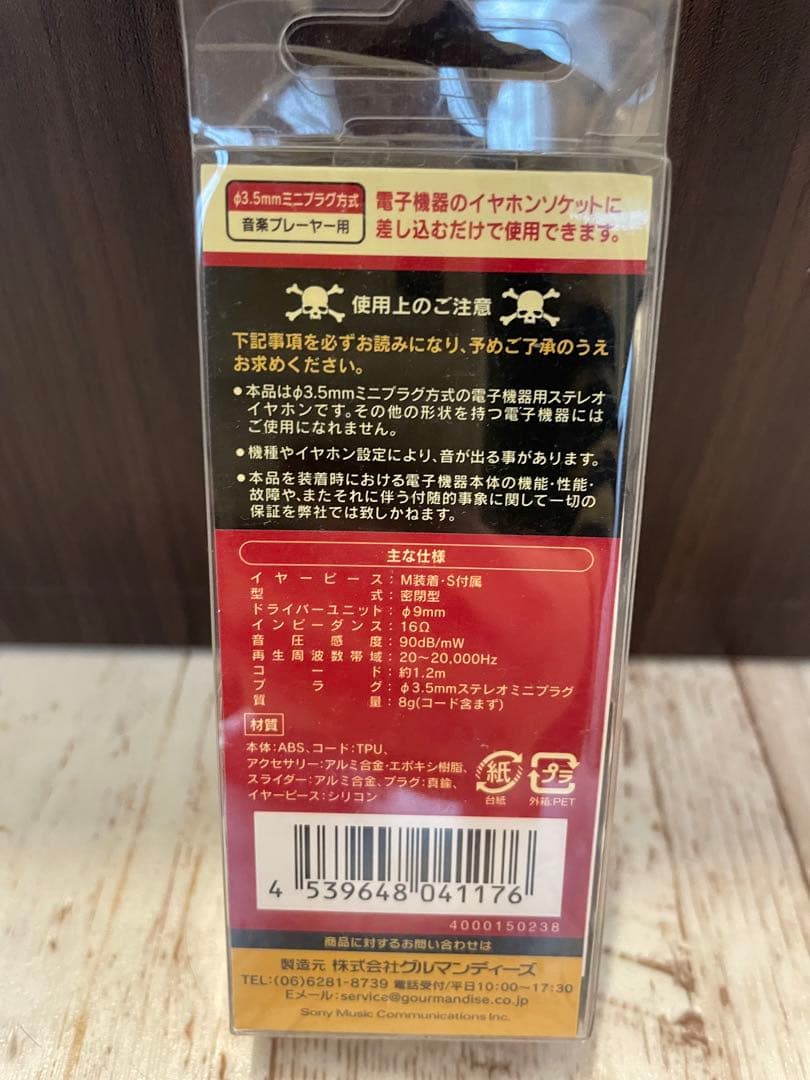 φ3.5mmミニプラグ方式
音楽プレーヤー用
電子機器のイヤホンソケットに
差し込むだけで使用できます。
使用上のご注意
下記事項を必ずお読みになり、予めご了承のうえ
お求めください。
●本品はφ3.5mmミニプラグ方式の電子機器用ステレオ
イヤホンです。その他の形状を持つ電子機器には
ご使用になれません。
●機種やイヤホン設定により、音が出る事があります。
●本品を装着時における電子機器本体の機能・性能・
故障や、またそれに伴う付随的事象に関して一切の
保証を弊社では致しかねます。
主な仕様
イヤーピース：M装着・S付属
型式：密閉型
ドライバーユニット：φ9mm
インピーダンス：16Ω
音圧感度：90dB/mW
再生周波数帯域：20〜20,000Hz
コード：約1.2m
プラグ：φ3.5mmステレオミニプラグ
質量：8g(コード含まず)
材質
本体：ABS、コード：TPU、
アクセサリー：アルミ合金・エポキシ樹脂、
スライダー：アルミ合金、プラグ：真鍮、
イヤーピース：シリコン
紙
台紙
プラ
外箱：PET
4 539648 041176
4000150238
商品に対するお問い合わせは
製造元 株式会社グルマンディーズ
TEL:(06)6281-8739 電話受付/平日10:00〜17:30
Eメール：service@gourmandise.co.jp
Sony Music Communications Inc.